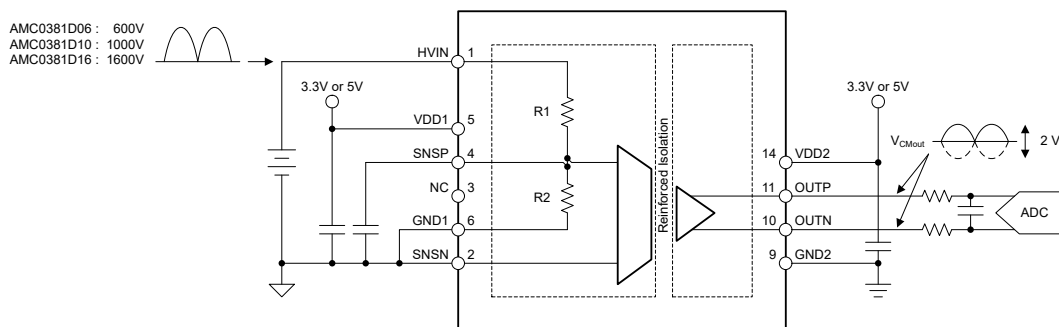 AMC0381D06 : 600V
AMC0381D10 : 1000V
AMC0381D16 : 1600V
HVIN
1
3.3V or 5V
VDD1
5
SNSP
4
NC
3
GND1
6
SNSN
2
R1
R2
Reinforced Isolation
3.3V or 5V
14
VDD2
11
OUTP
10
OUTN
9
GND2
VCMout
2 V
ADC